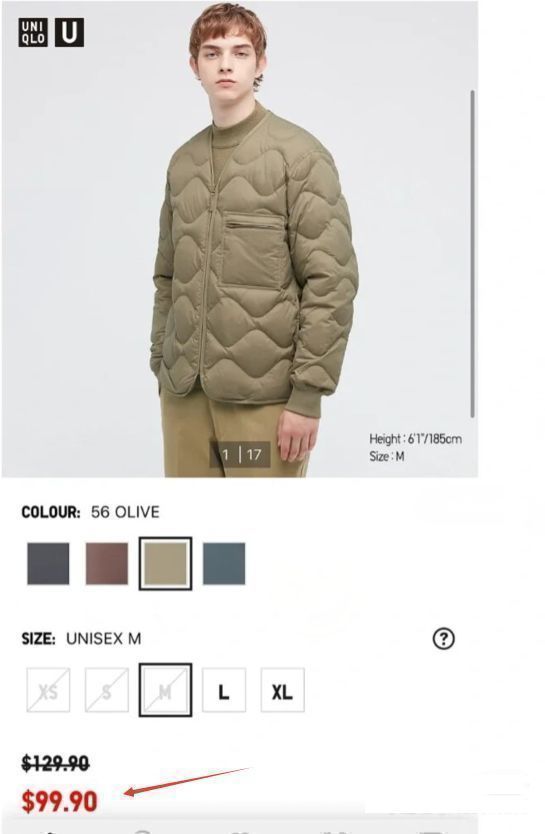 UNI
QLO
U
Height : 6'1"/185cm
Size : M
1 | 17
COLOUR: 56 OLIVE
SIZE: UNISEX M
?
XS S M L XL
$129.90
$99.90